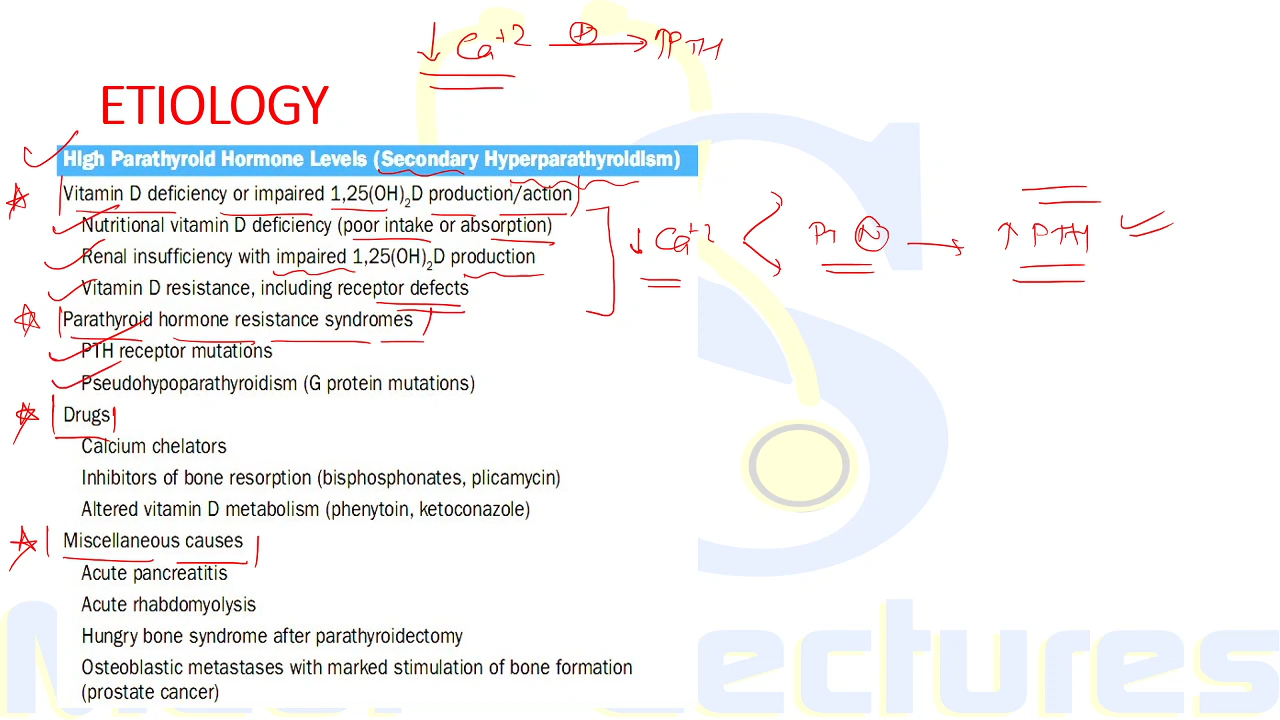 ↓ Ca+2 ⊕→ ↑PTH
ETIOLOGY
High Parathyroid Hormone Levels (Secondary Hyperparathyroidism)
Vitamin D deficiency or impaired 1,25(OH)2D production/action
Nutritional vitamin D deficiency (poor intake or absorption)
Renal insufficiency with impaired 1,25(OH)2D production
Vitamin D resistance, including receptor defects
↓ Ca+2 < → ↑ PTH
Parathyroid hormone resistance syndromes
PTH receptor mutations
Pseudohypoparathyroidism (G protein mutations)
Drugs
Calcium chelators
Inhibitors of bone resorption (bisphosphonates, plicamycin)
Altered vitamin D metabolism (phenytoin, ketoconazole)
Miscellaneous causes
Acute pancreatitis
Acute rhabdomyolysis
Hungry bone syndrome after parathyroidectomy
Osteoblastic metastases with marked stimulation of bone formation
(prostate cancer)